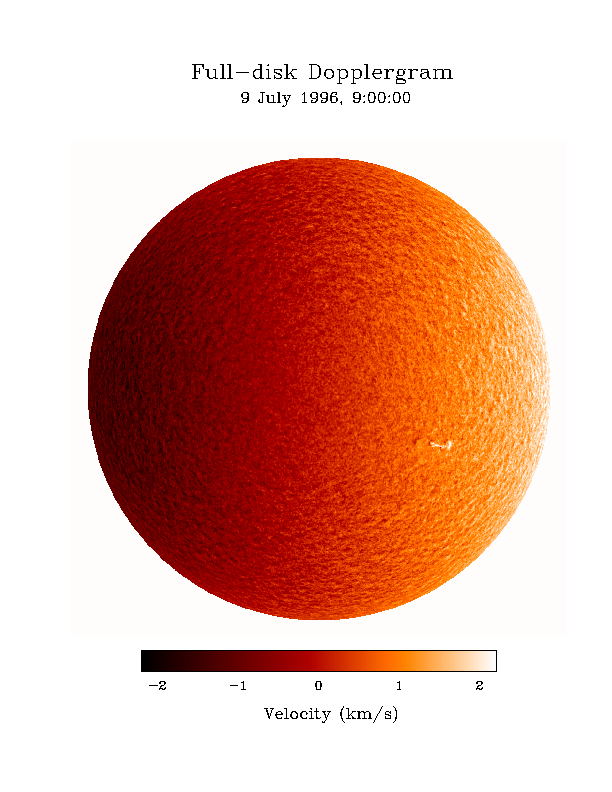 Full-disk Dopplergram
9 July 1996, 9:00:00
-2 -1 0 1 2
Velocity (km/s)